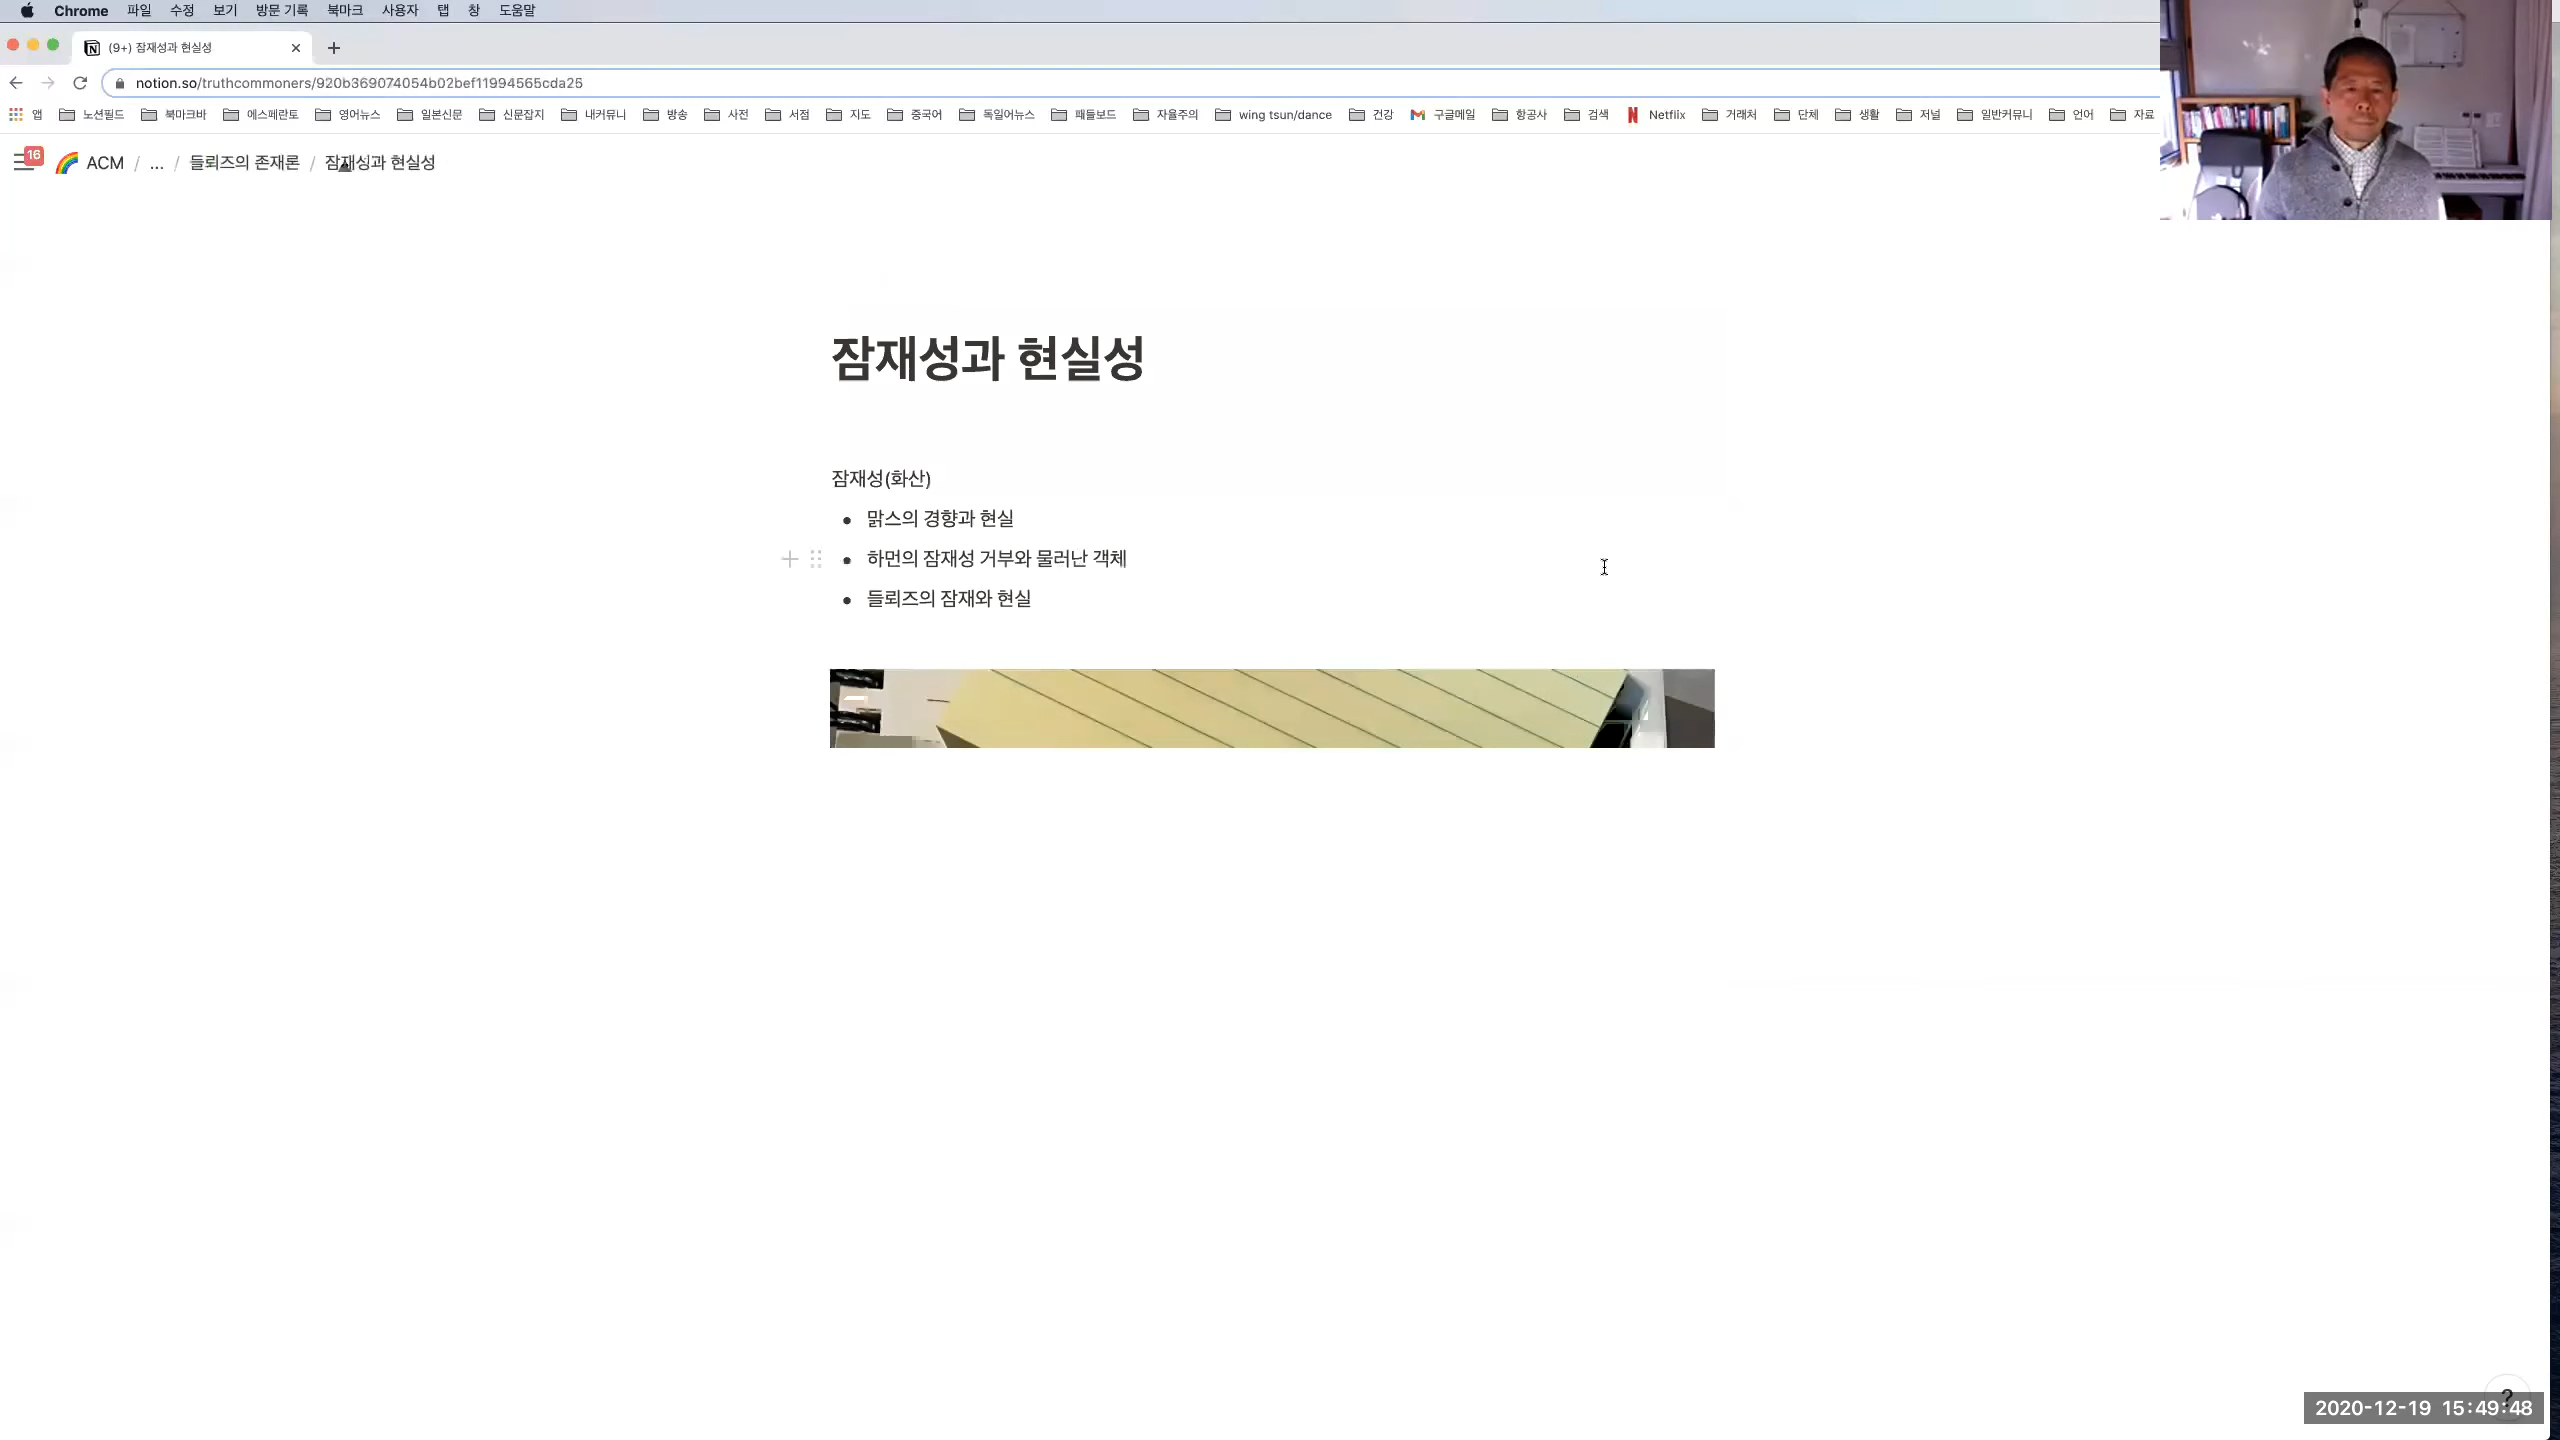 Chrome 파일 수정 보기 방문 기록 북마크 사용자 탭 창 도움말
(9+) 잠재성과 현실성
notion.so/truthcommoners/920b369074054b02bef11994565cda25
앱 노션필드 북마크바 에스페란토 영어뉴스 일본신문 신문잡지 내커뮤니 방송 사전 서점 지도 중국어 독일어뉴스 패들보드 자율주의 wing tsun/dance 건강 구글메일 항공사 검색 Netflix 거래처 단체 생활 저널 일반커뮤니 언어 자료
16 ACM / ... / 들뢰즈의 존재론 / 잠재성과 현실성
잠재성과 현실성
잠재성(화산)
• 맑스의 경향과 현실
• 하먼의 잠재성 거부와 물러난 객체
• 들뢰즈의 잠재와 현실
?
2020-12-19 15:49:48